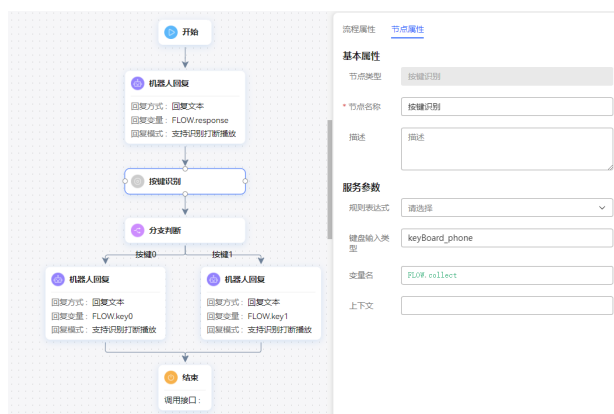 开始
机器人回复
回复方式：回复文本
回复变量：FLOW.response
回复模式：支持识别打断播放
按键识别
分支判断
按键0
按键1
机器人回复
回复方式：回复文本
回复变量：FLOW.key0
回复模式：支持识别打断播放
机器人回复
回复方式：回复文本
回复变量：FLOW.key1
回复模式：支持识别打断播放
结束
调用接口：
流程属性 节点属性
基本属性
节点类型 按键识别
* 节点名称 按键识别
描述 描述
服务参数
规则表达式 请选择
键盘输入类
型
keyBoard_phone
变量名 FLOW.collect
上下文